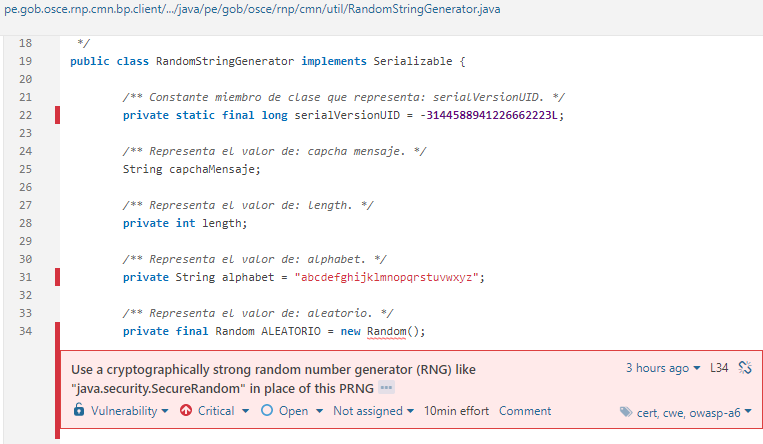 pe.gob.osce.rnp.cmn.bp.client/.../java/pe/gob/osce/rnp/cmn/util/RandomStringGenerator.java
18 */
19 public class RandomStringGenerator implements Serializable {
20
21 /** Constante miembro de clase que representa: serialVersionUID. */
22 private static final long serialVersionUID = -3144588941226662223L;
23
24 /** Representa el valor de: capcha mensaje. */
25 String capchaMensaje;
26
27 /** Representa el valor de: length. */
28 private int length;
29
30 /** Representa el valor de: alphabet. */
31 private String alphabet = "abcdefghijklmnopqrstuvwxyz";
32
33 /** Representa el valor de: aleatorio. */
34 private final Random ALEATORIO = new Random();
Use a cryptographically strong random number generator (RNG) like 3 hours ago L34
"java.security.SecureRandom" in place of this PRNG ...
Vulnerability Critical Open Not assigned 10min effort Comment cert, cwe, owasp-a6